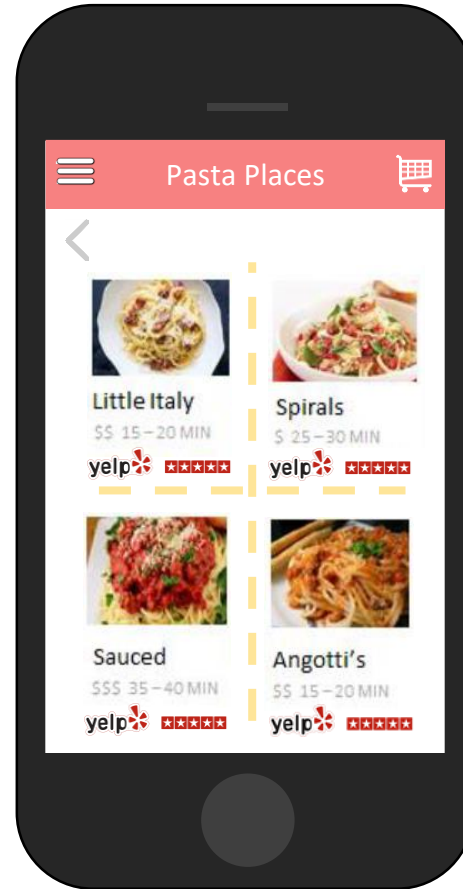 Pasta Places
Little Italy
$$ 15–20 MIN
yelp
Spirals
$ 25–30 MIN
yelp
Sauced
$$$ 35–40 MIN
yelp
Angotti's
$$ 15–20 MIN
yelp